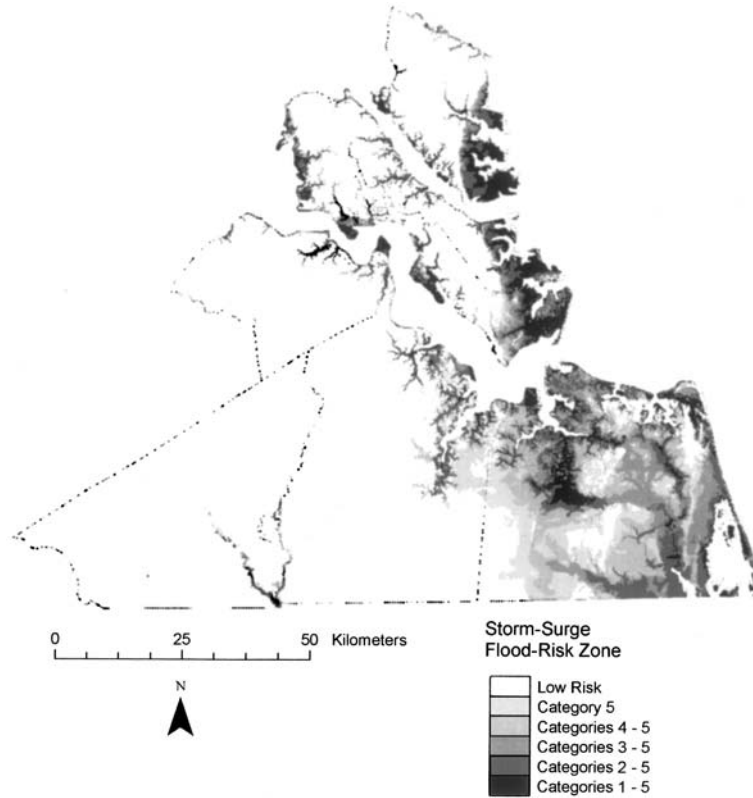 0 25 50 Kilometers
N
Storm-Surge
Flood-Risk Zone
Low Risk
Category 5
Categories 4 - 5
Categories 3 - 5
Categories 2 - 5
Categories 1 - 5